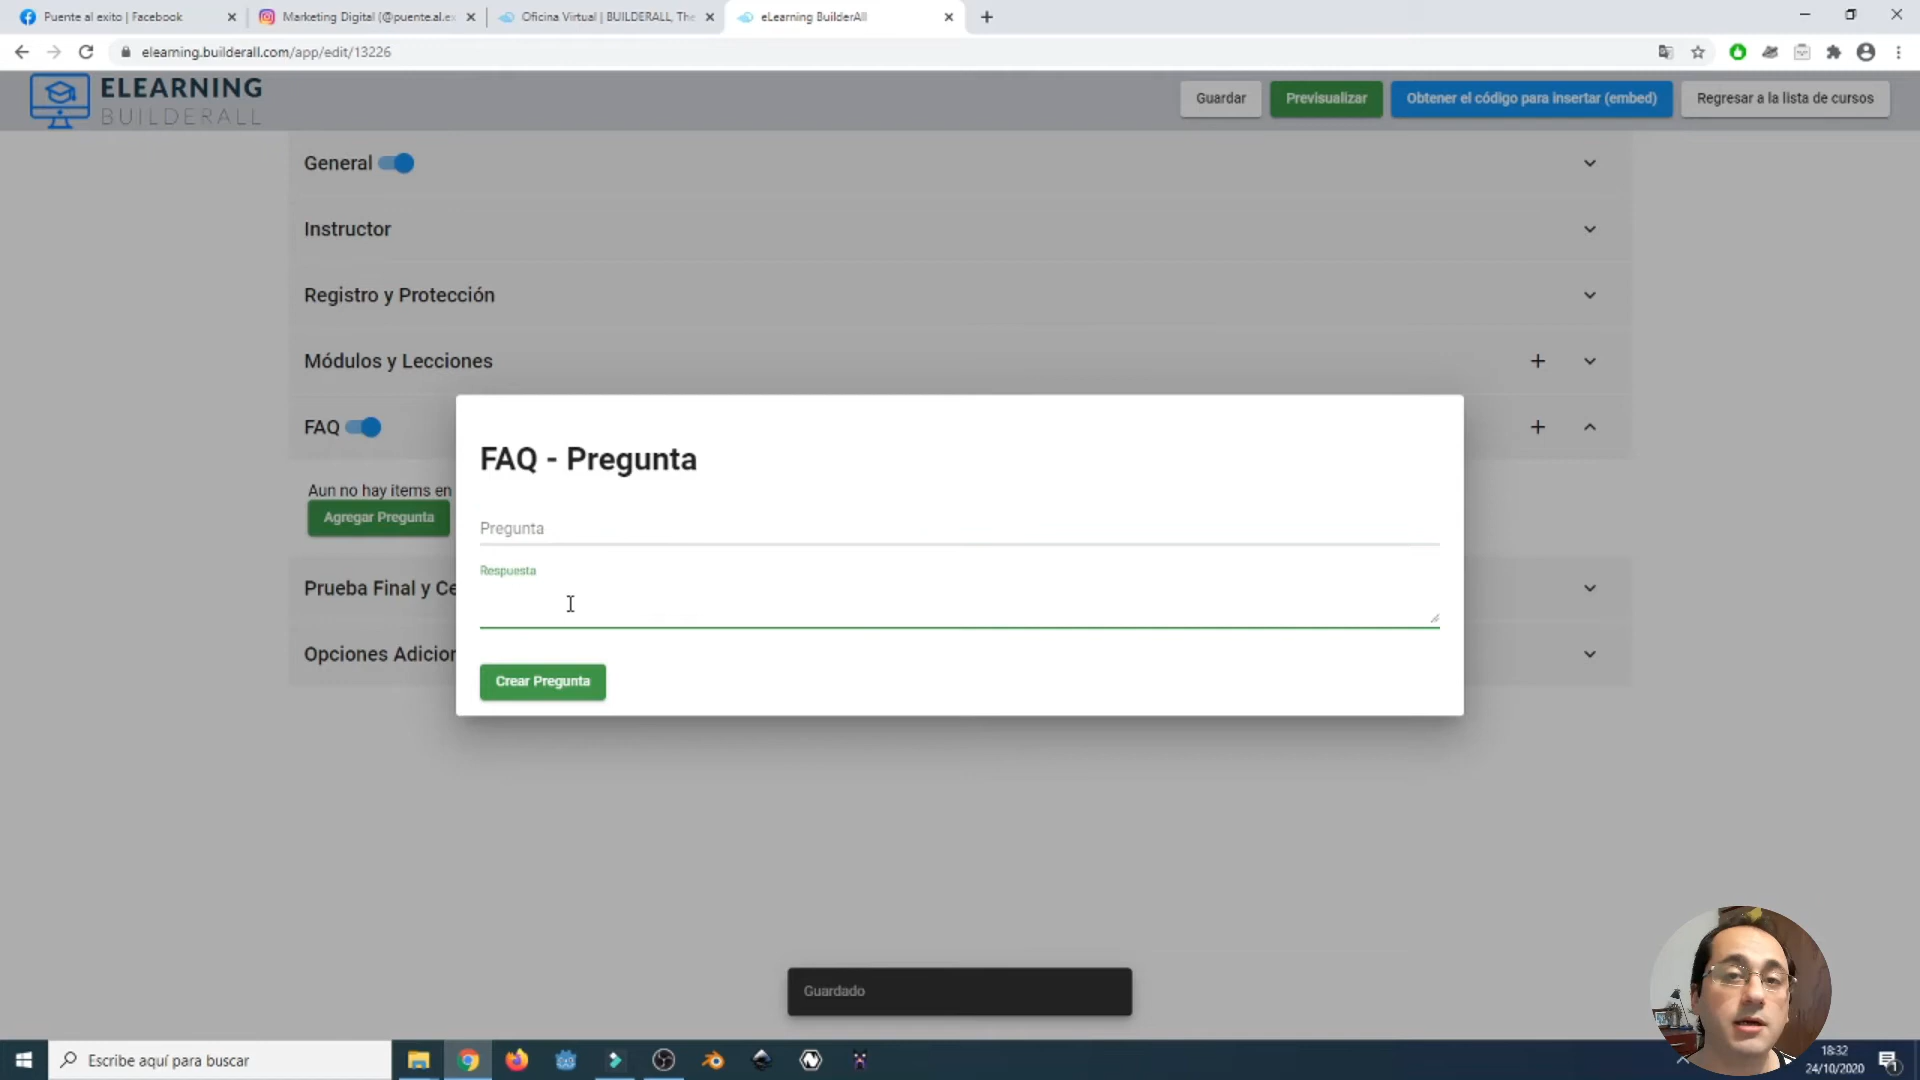 Puente al exito | Facebook
Marketing Digital (@puente.al.ex
Oficina Virtual | BUILDERALL, The
eLearning BuilderAll
elearning.builderall.com/app/edit/13226
ELEARNING
BUILDERALL
Guardar
Previsualizar
Obtener el código para insertar (embed)
Regresar a la lista de cursos
General
Instructor
Registro y Protección
Módulos y Lecciones
FAQ
Aun no hay items en
Agregar Pregunta
FAQ - Pregunta
Pregunta
Respuesta
Crear Pregunta
Prueba Final y Ce
Opciones Adicion
Guardado
Escribe aquí para buscar
18:32
24/10/2020
1